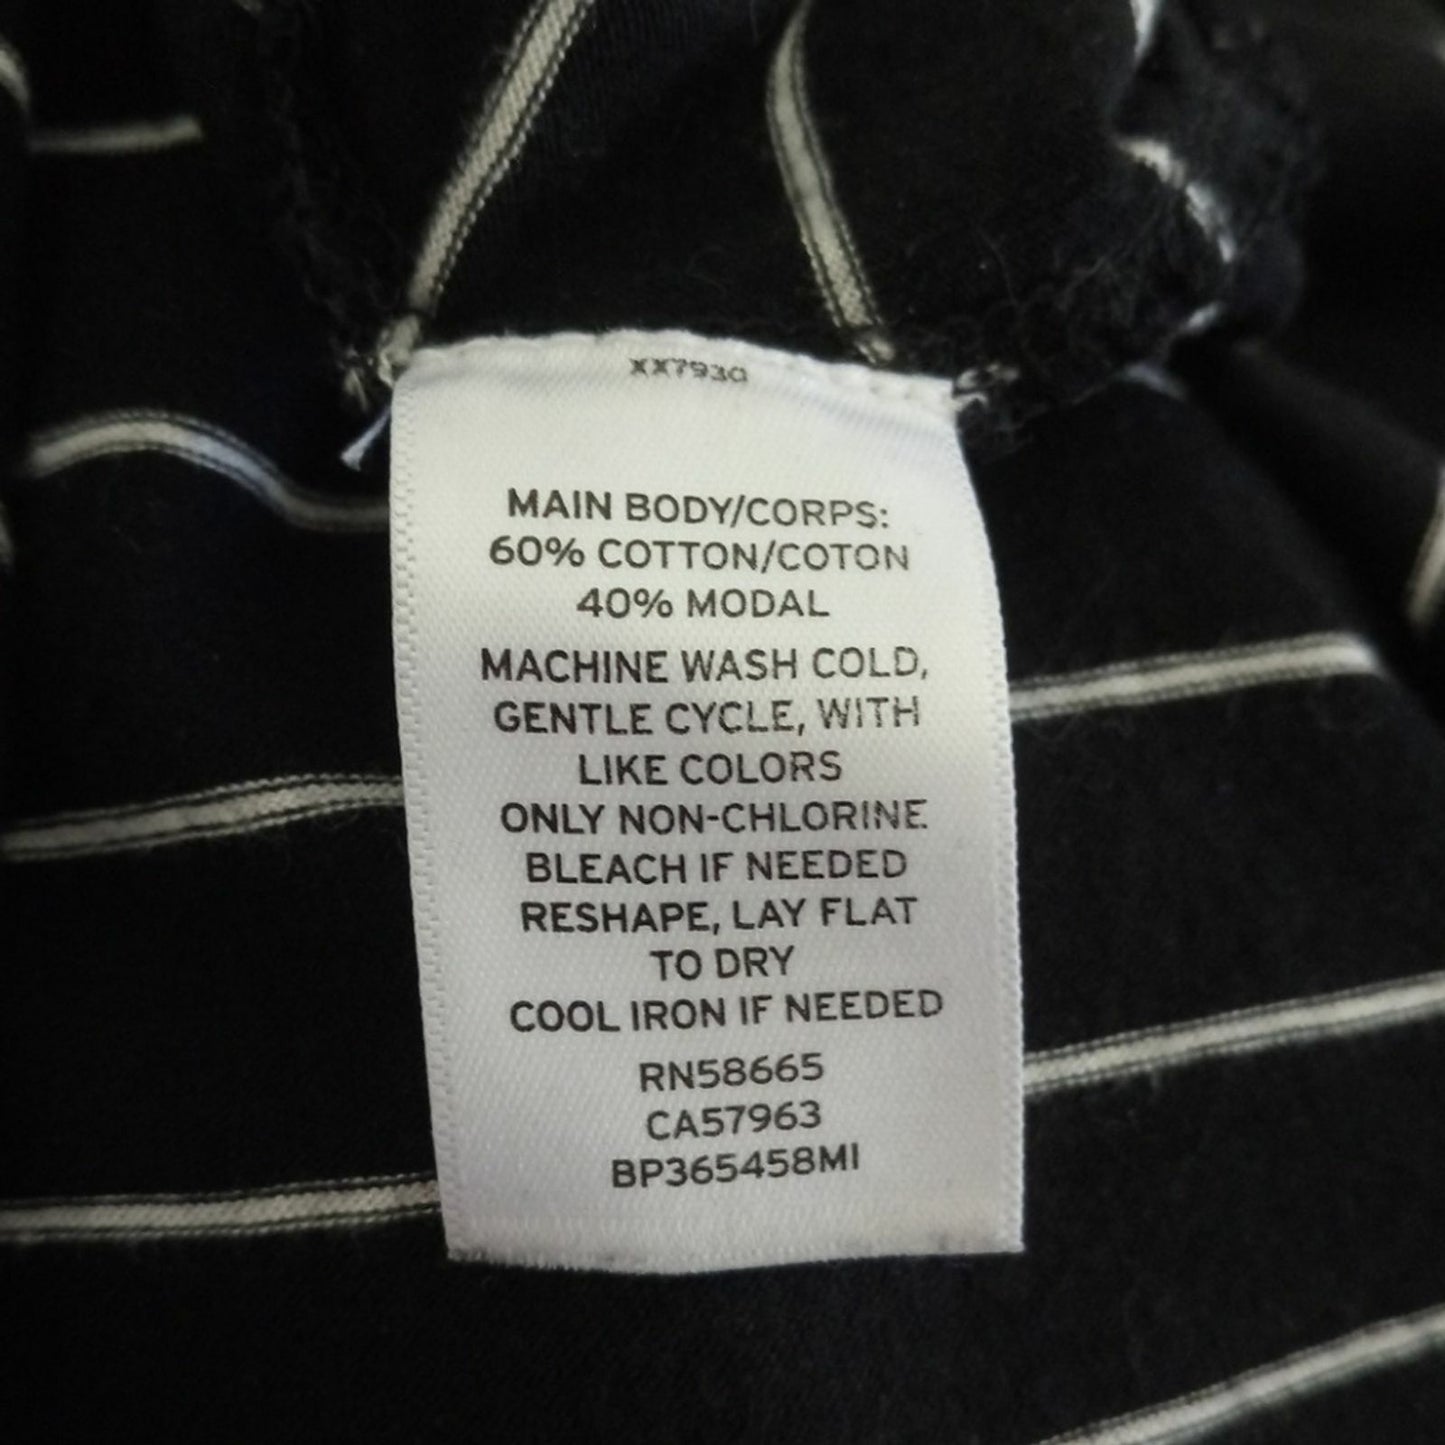 XX7930
MAIN BODY/CORPS:
60% COTTON/COTON
40% MODAL
MACHINE WASH COLD,
GENTLE CYCLE, WITH
LIKE COLORS
ONLY NON-CHLORINE
BLEACH IF NEEDED
RESHAPE, LAY FLAT
TO DRY
COOL IRON IF NEEDED
RN58665
CA57963
BP365458MI